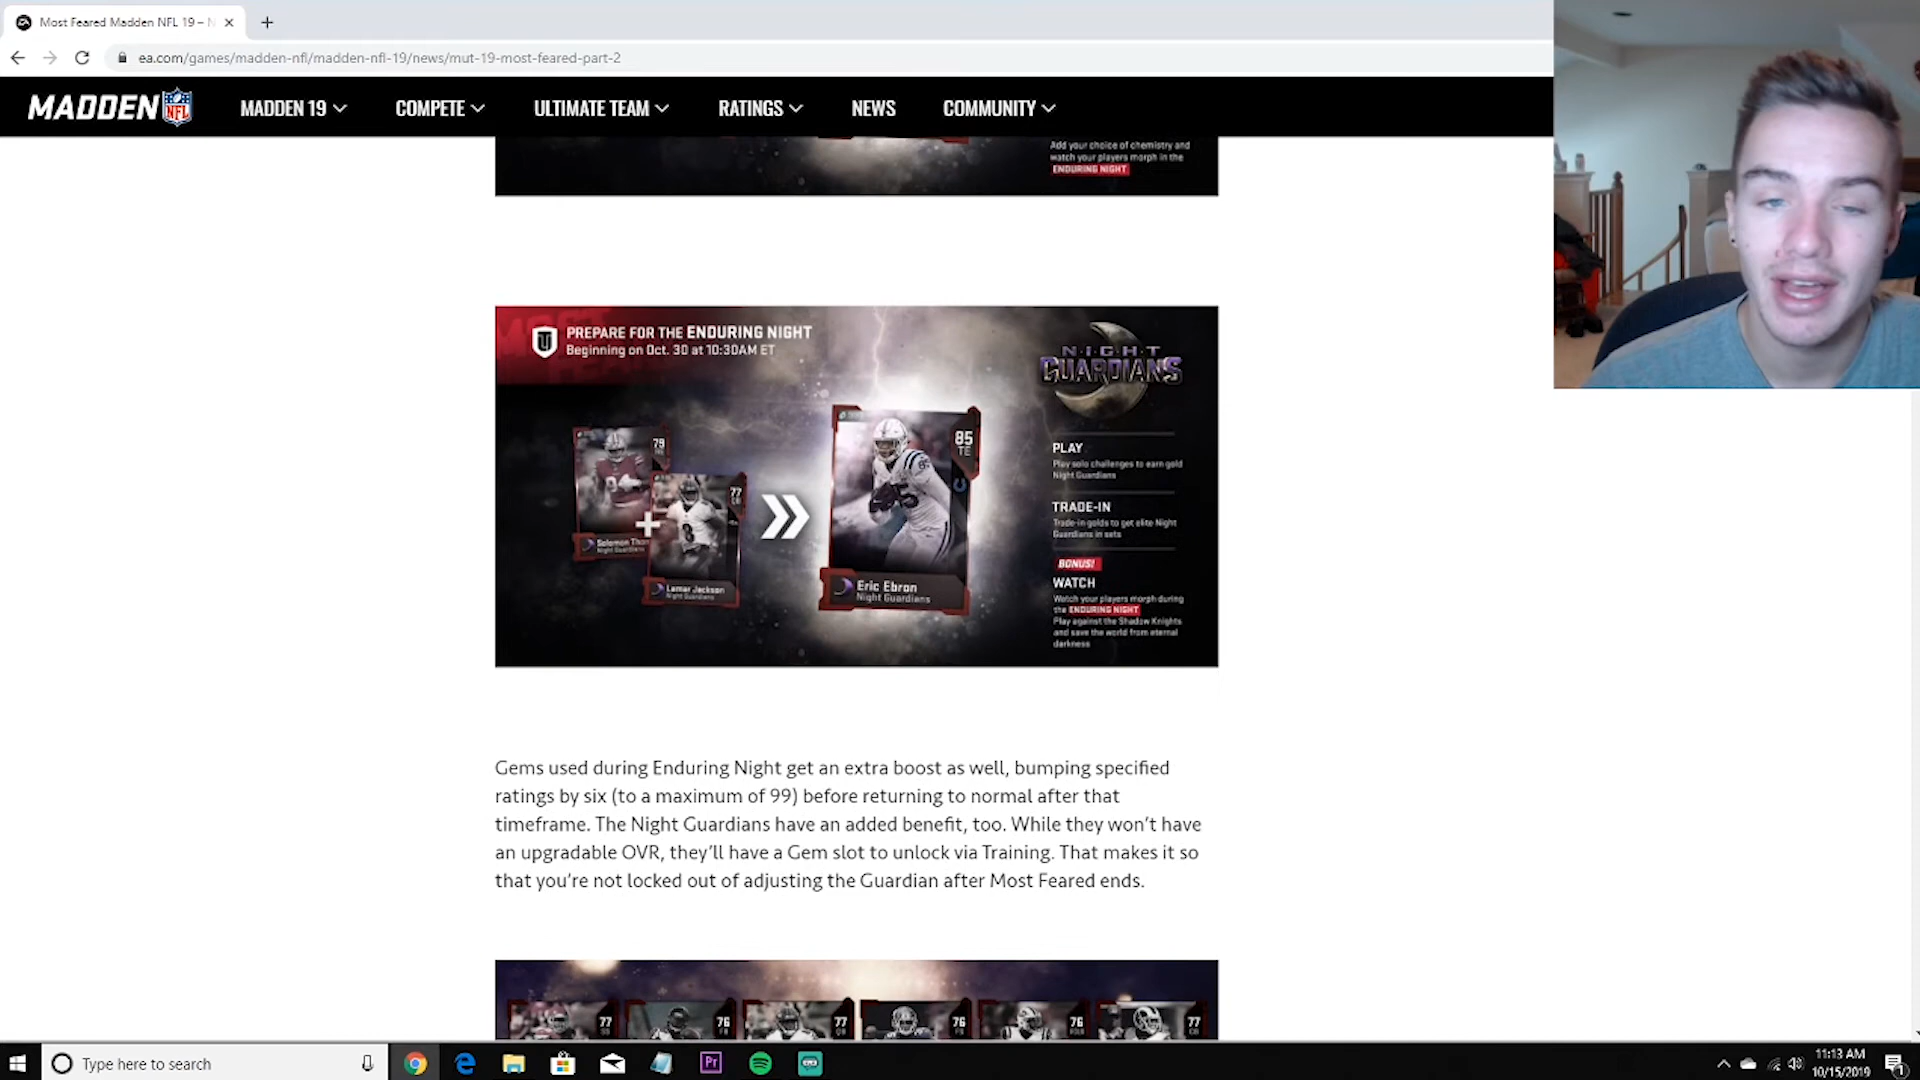 Most Feared Madden NFL 19 – N
ea.com/games/madden-nfl/madden-nfl-19/news/mut-19-most-feared-part-2
MADDEN NFL MADDEN 19 COMPETE ULTIMATE TEAM RATINGS NEWS COMMUNITY
Add your choice of chemistry and
watch your players morph in the
ENDURING NIGHT
PREPARE FOR THE ENDURING NIGHT
Beginning on Oct. 30 at 10:30AM ET
NIGHT
GUARDIANS
79
94
Solomon Thom
Night Guardians
77
8
Lamar Jackson
Night Guardians
85
TE
Eric Ebron
Night Guardians
PLAY
Play solo challenges to earn gold
Night Guardians
TRADE-IN
Trade-in golds to get elite Night
Guardians in sets
BONUS!
WATCH
Watch your players morph during
the ENDURING NIGHT
Play against the Shadow Knights
and save the world from eternal
darkness
Gems used during Enduring Night get an extra boost as well, bumping specified
ratings by six (to a maximum of 99) before returning to normal after that
timeframe. The Night Guardians have an added benefit, too. While they won't have
an upgradable OVR, they'll have a Gem slot to unlock via Training. That makes it so
that you're not locked out of adjusting the Guardian after Most Feared ends.
77 76 77 76 76 77
Type here to search
Pr
11:13 AM
10/15/2019
1